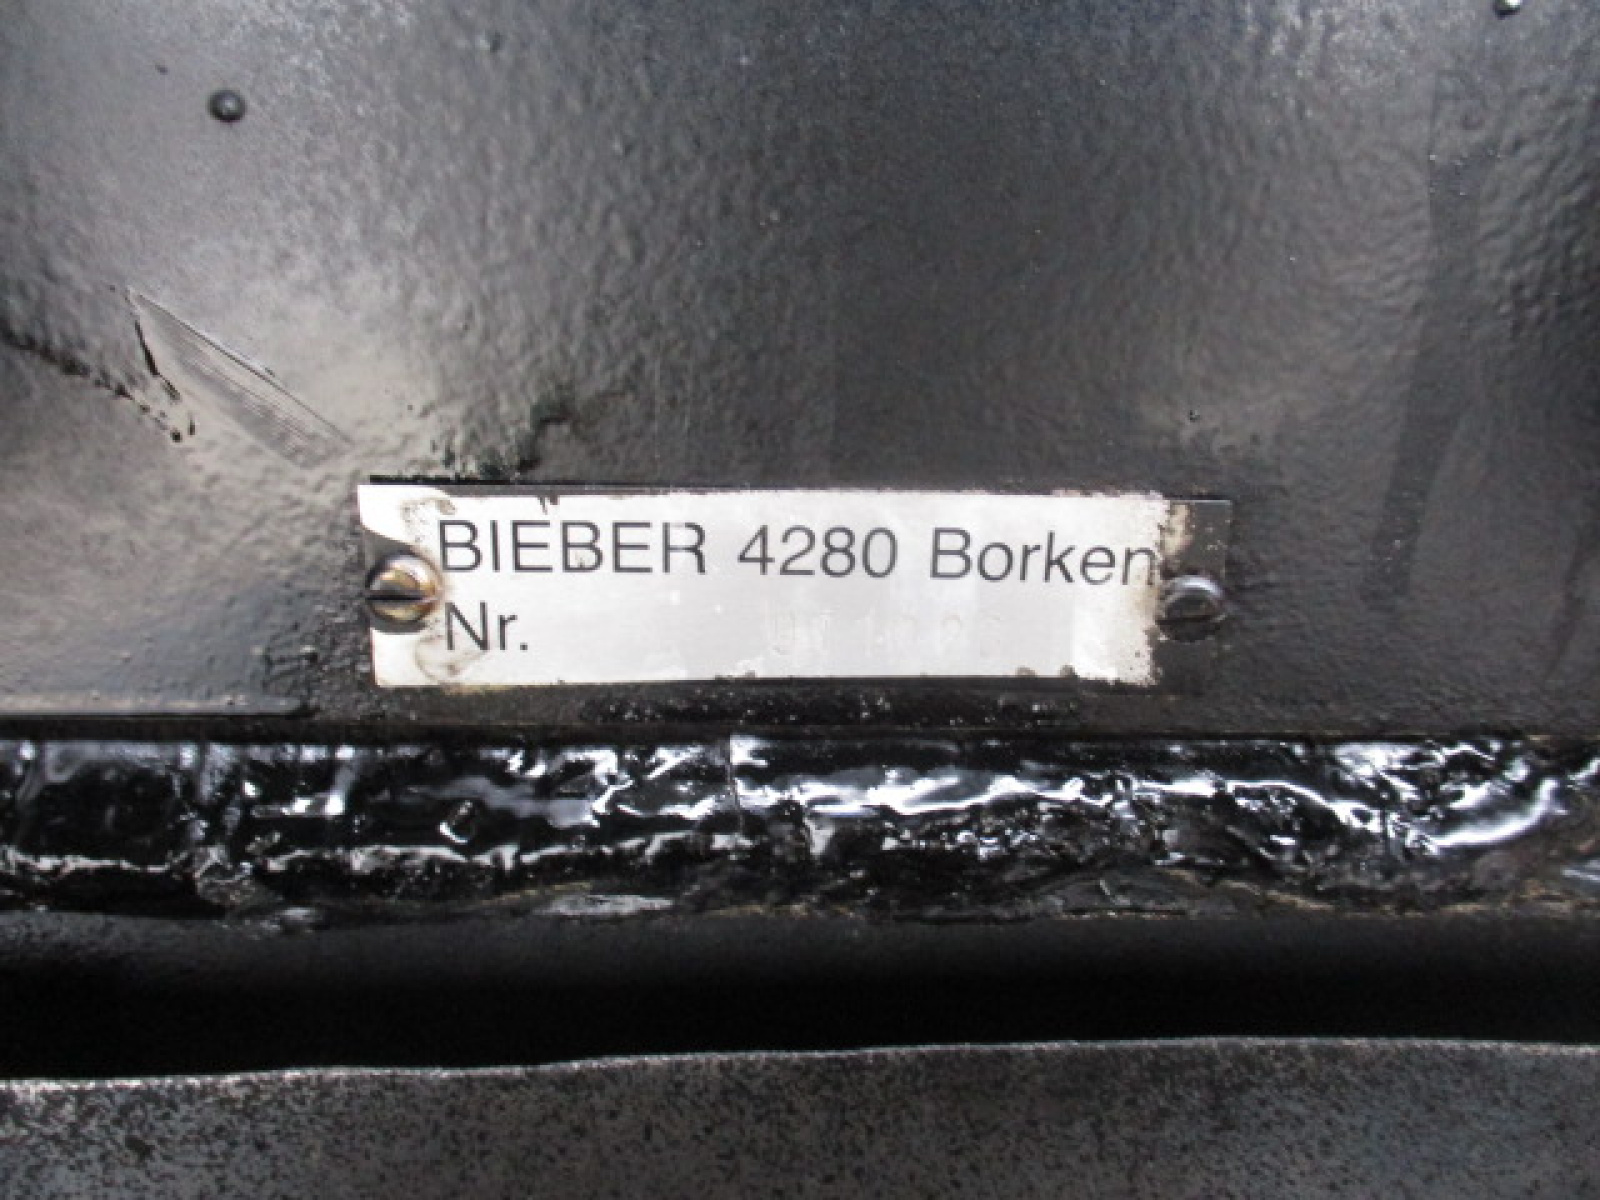 BIEBER 4280 Borken
Nr.